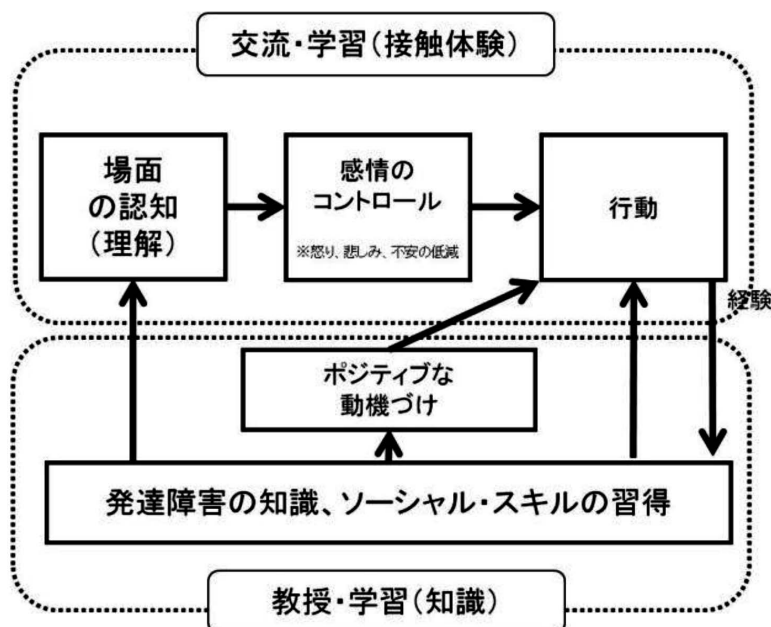 交流・学習(接触体験)
場面
の認知
(理解)
感情の
コントロール
※怒り、悲しみ、不安の低減
行動
経験
ポジティブな
動機づけ
発達障害の知識、ソーシャル・スキルの習得
教授・学習(知識)